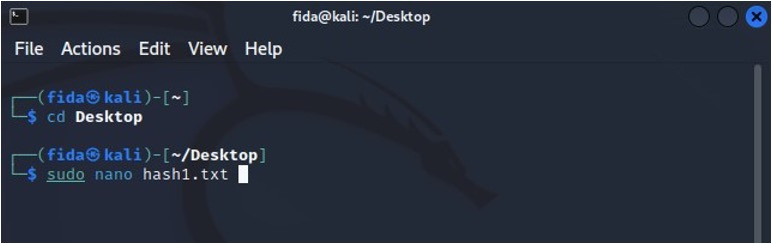 fida@kali: ~/Desktop
File Actions Edit View Help
┌──(fida㉿kali)-[~]
└─$ cd Desktop
┌──(fida㉿kali)-[~/Desktop]
└─$ sudo nano hash1.txt